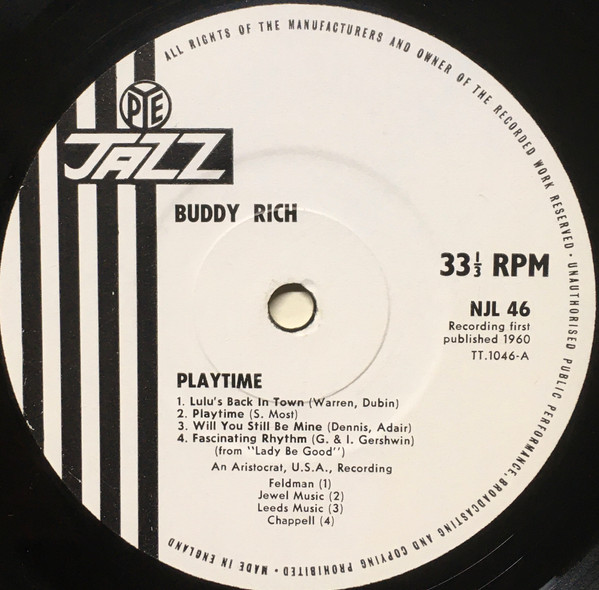 ALL RIGHTS OF THE MANUFACTURERS AND OWNER OF THE RECORDED WORK RESERVED · UNAUTHORISED PUBLIC PERFORMANCE, BROADCASTING AND COPYING PROHIBITED · MADE IN ENGLAND
PYE
JAZZ
BUDDY RICH
33⅓ RPM
NJL 46
Recording first
published 1960
TT.1046-A
PLAYTIME
1. Lulu's Back In Town (Warren, Dubin)
2. Playtime (S. Most)
3. Will You Still Be Mine (Dennis, Adair)
4. Fascinating Rhythm (G. & I. Gershwin)
(from "Lady Be Good")
An Aristocrat, U.S.A., Recording
Feldman (1)
Jewel Music (2)
Leeds Music (3)
Chappell (4)